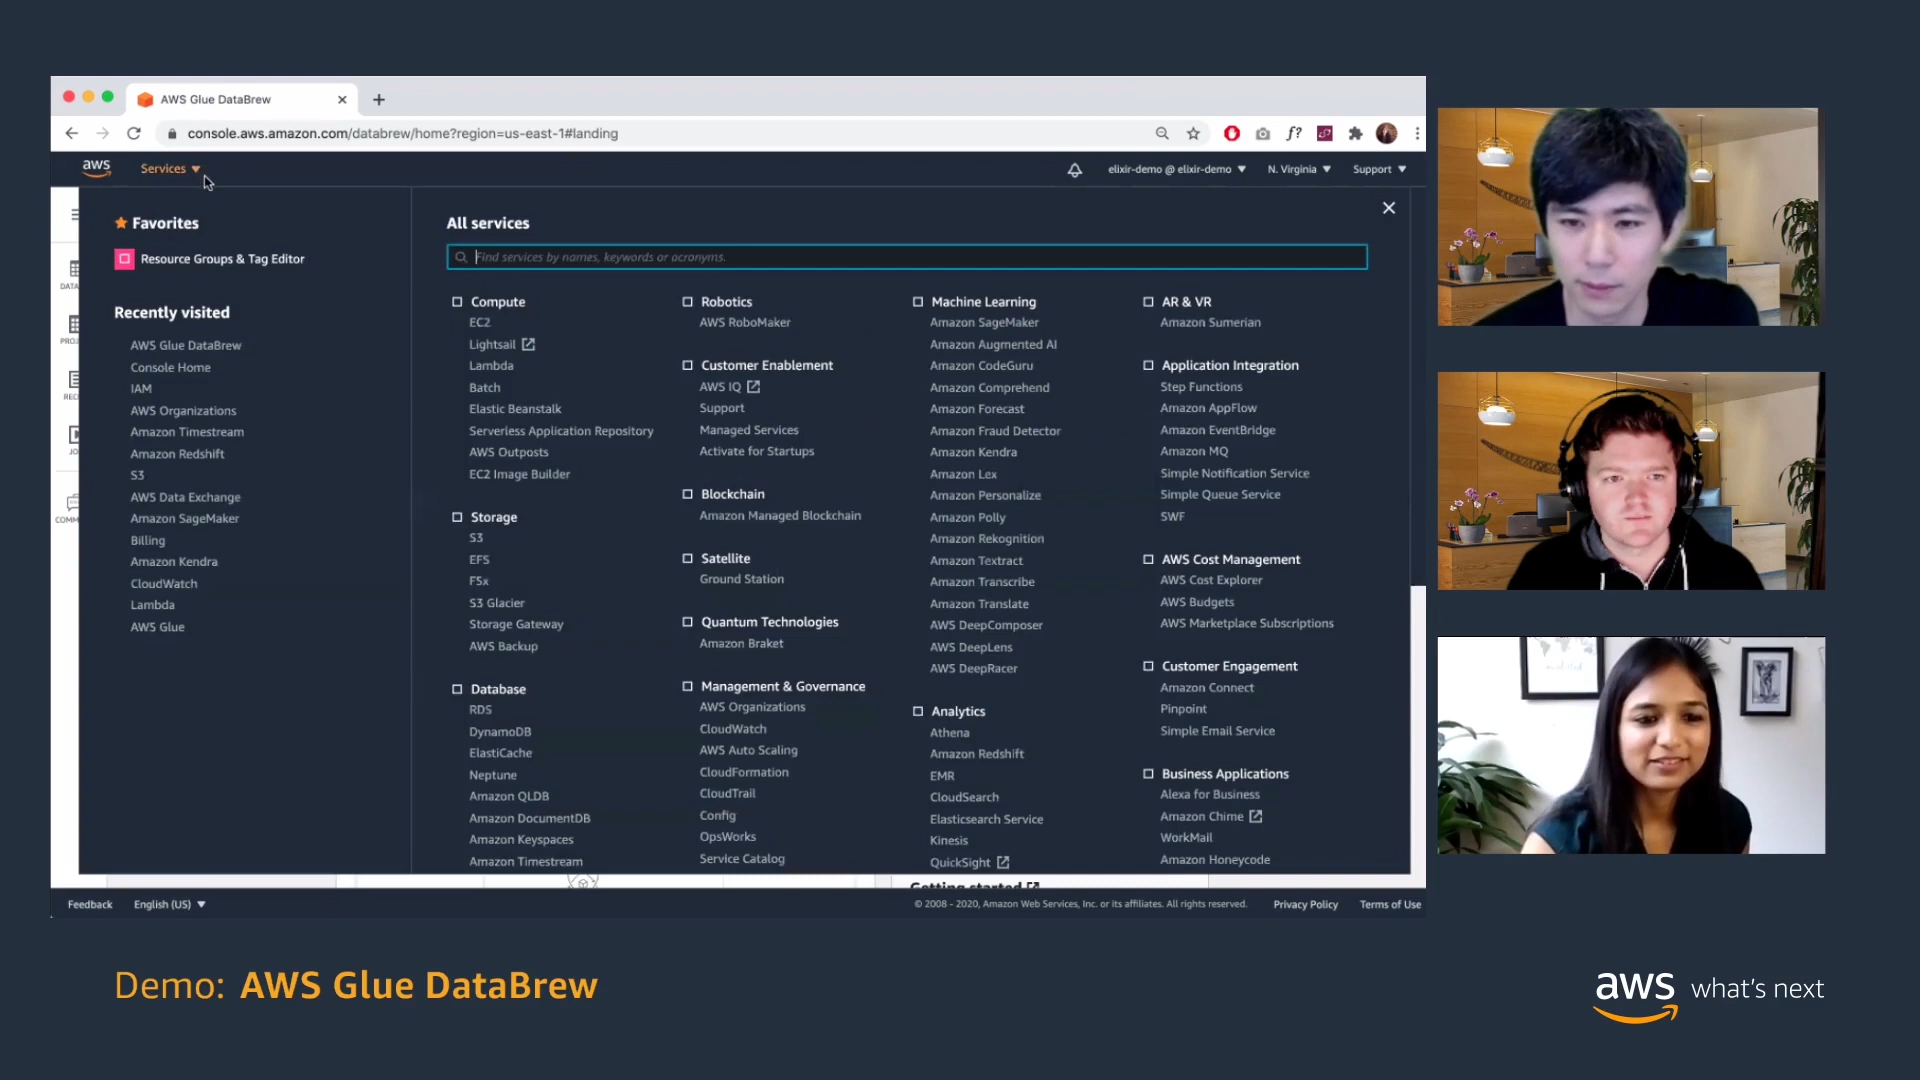 AWS Glue DataBrew
console.aws.amazon.com/databrew/home?region=us-east-1#landing
f?
aws
Services
elixir-demo @ elixir-demo
N. Virginia
Support
Favorites
Resource Groups & Tag Editor
Recently visited
AWS Glue DataBrew
Console Home
IAM
AWS Organizations
Amazon Timestream
Amazon Redshift
S3
AWS Data Exchange
Amazon SageMaker
Billing
Amazon Kendra
CloudWatch
Lambda
AWS Glue
All services
Find services by names, keywords or acronyms.
Compute
EC2
Lightsail
Lambda
Batch
Elastic Beanstalk
Serverless Application Repository
AWS Outposts
EC2 Image Builder
Storage
S3
EFS
FSx
S3 Glacier
Storage Gateway
AWS Backup
Database
RDS
DynamoDB
ElastiCache
Neptune
Amazon QLDB
Amazon DocumentDB
Amazon Keyspaces
Amazon Timestream
Robotics
AWS RoboMaker
Customer Enablement
AWS IQ
Support
Managed Services
Activate for Startups
Blockchain
Amazon Managed Blockchain
Satellite
Ground Station
Quantum Technologies
Amazon Braket
Management & Governance
AWS Organizations
CloudWatch
AWS Auto Scaling
CloudFormation
CloudTrail
Config
OpsWorks
Service Catalog
Machine Learning
Amazon SageMaker
Amazon Augmented AI
Amazon CodeGuru
Amazon Comprehend
Amazon Forecast
Amazon Fraud Detector
Amazon Kendra
Amazon Lex
Amazon Personalize
Amazon Polly
Amazon Rekognition
Amazon Textract
Amazon Transcribe
Amazon Translate
AWS DeepComposer
AWS DeepLens
AWS DeepRacer
Analytics
Athena
Amazon Redshift
EMR
CloudSearch
Elasticsearch Service
Kinesis
QuickSight
AR & VR
Amazon Sumerian
Application Integration
Step Functions
Amazon AppFlow
Amazon EventBridge
Amazon MQ
Simple Notification Service
Simple Queue Service
SWF
AWS Cost Management
AWS Cost Explorer
AWS Budgets
AWS Marketplace Subscriptions
Customer Engagement
Amazon Connect
Pinpoint
Simple Email Service
Business Applications
Alexa for Business
Amazon Chime
WorkMail
Amazon Honeycode
Getting started
Feedback
English (US)
© 2008 - 2020, Amazon Web Services, Inc. or its affiliates. All rights reserved.
Privacy Policy
Terms of Use
Demo: AWS Glue DataBrew
aws what's next